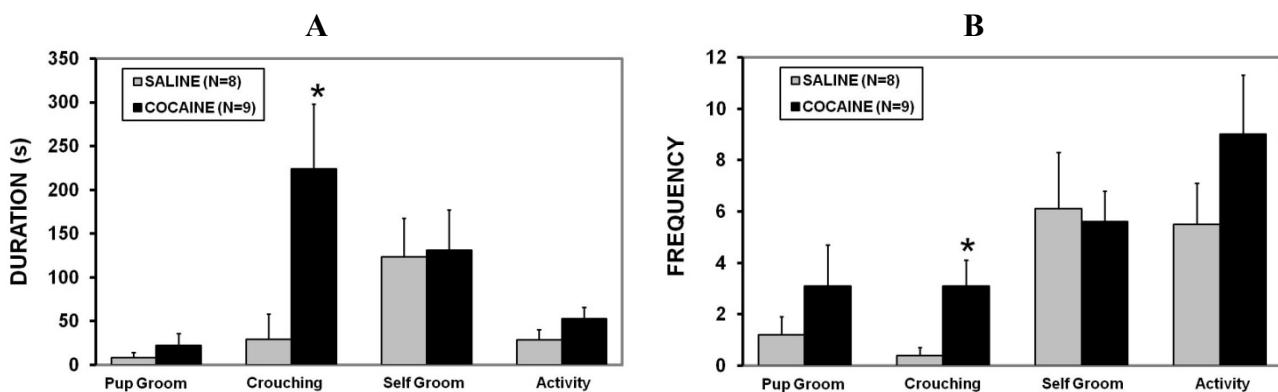 A
DURATION (s)
350
300
250
200
150
100
50
0
SALINE (N=8)
COCAINE (N=9)
*
Pup Groom Crouching Self Groom Activity
B
FREQUENCY
12
10
8
6
4
2
0
SALINE (N=8)
COCAINE (N=9)
*
Pup Groom Crouching Self Groom Activity